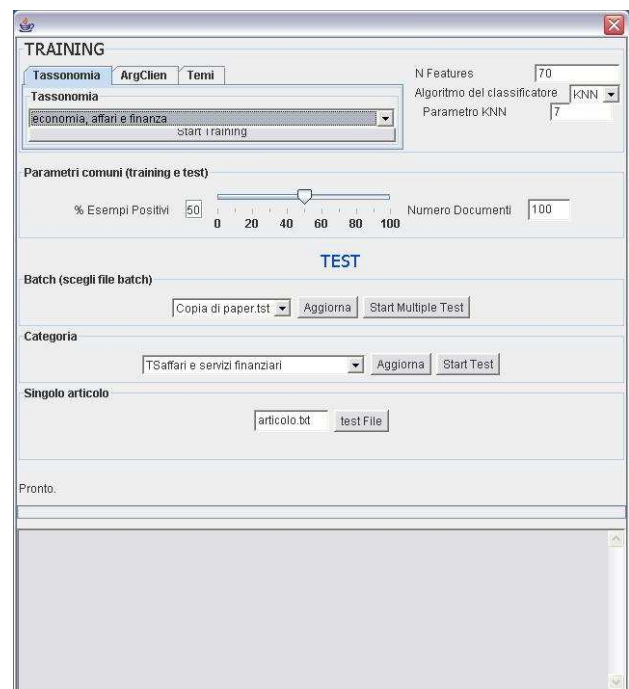 TRAINING
Tassonomia ArgClien Temi
Tassonomia
economia, affari e finanza
Start Training
N Features 70
Algoritmo del classificatore KNN
Parametro KNN 7
Parametri comuni (training e test)
% Esempi Positivi 50
0 20 40 60 80 100
Numero Documenti 100
TEST
Batch (scegli file batch)
Copia di paper.tst Aggiorna Start Multiple Test
Categoria
TSaffari e servizi finanziari Aggiorna Start Test
Singolo articolo
articolo.txt test File
Pronto.